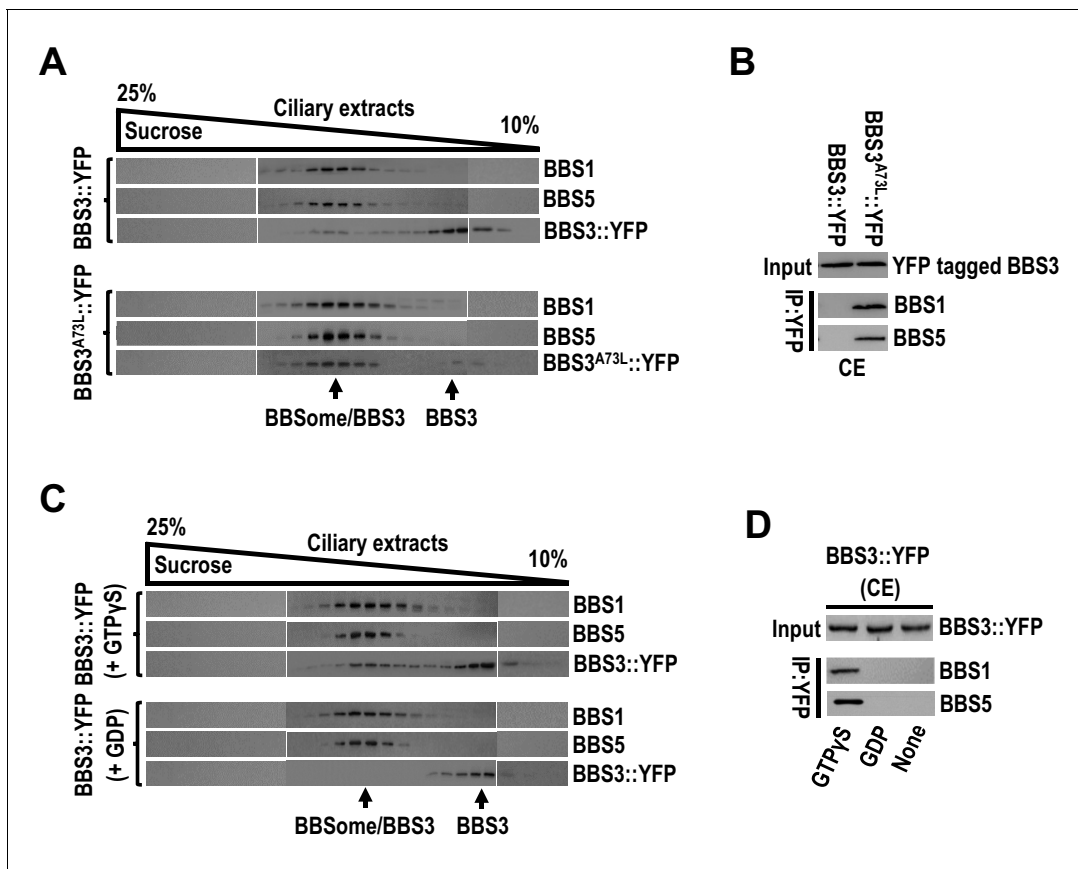 A
25%
Ciliary extracts
10%
Sucrose
BBS3::YFP
BBS1
BBS5
BBS3::YFP
BBS3A73L::YFP
BBS1
BBS5
BBS3A73L::YFP
BBSome/BBS3
BBS3
B
BBS3::YFP
BBS3A73L::YFP
Input
YFP tagged BBS3
IP:YFP
BBS1
BBS5
CE
C
25%
Ciliary extracts
10%
Sucrose
BBS3::YFP
(+ GTPγS)
BBS1
BBS5
BBS3::YFP
BBS3::YFP
(+ GDP)
BBS1
BBS5
BBS3::YFP
BBSome/BBS3
BBS3
D
BBS3::YFP
(CE)
Input
BBS3::YFP
IP:YFP
BBS1
BBS5
GTPγS
GDP
None